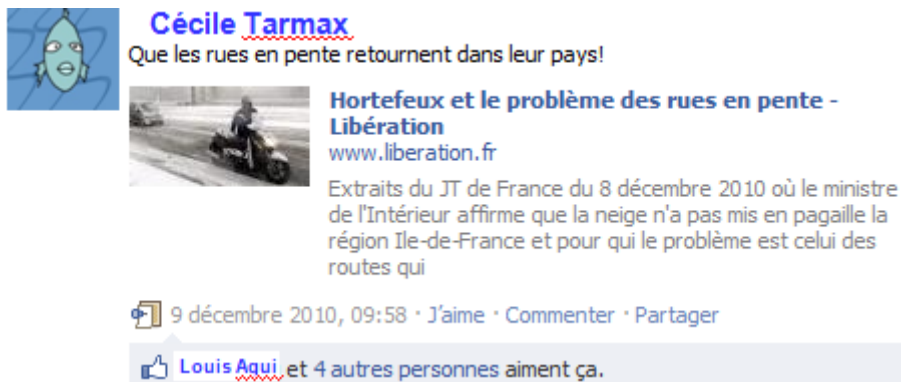 Cécile Tarmax
Que les rues en pente retournent dans leur pays!
Hortefeux et le problème des rues en pente -
Libération
www.liberation.fr
Extraits du JT de France du 8 décembre 2010 où le ministre
de l'Intérieur affirme que la neige n'a pas mis en pagaille la
région Ile-de-France et pour qui le problème est celui des
routes qui
9 décembre 2010, 09:58 · J'aime · Commenter · Partager
Louis Aqui et 4 autres personnes aiment ça.